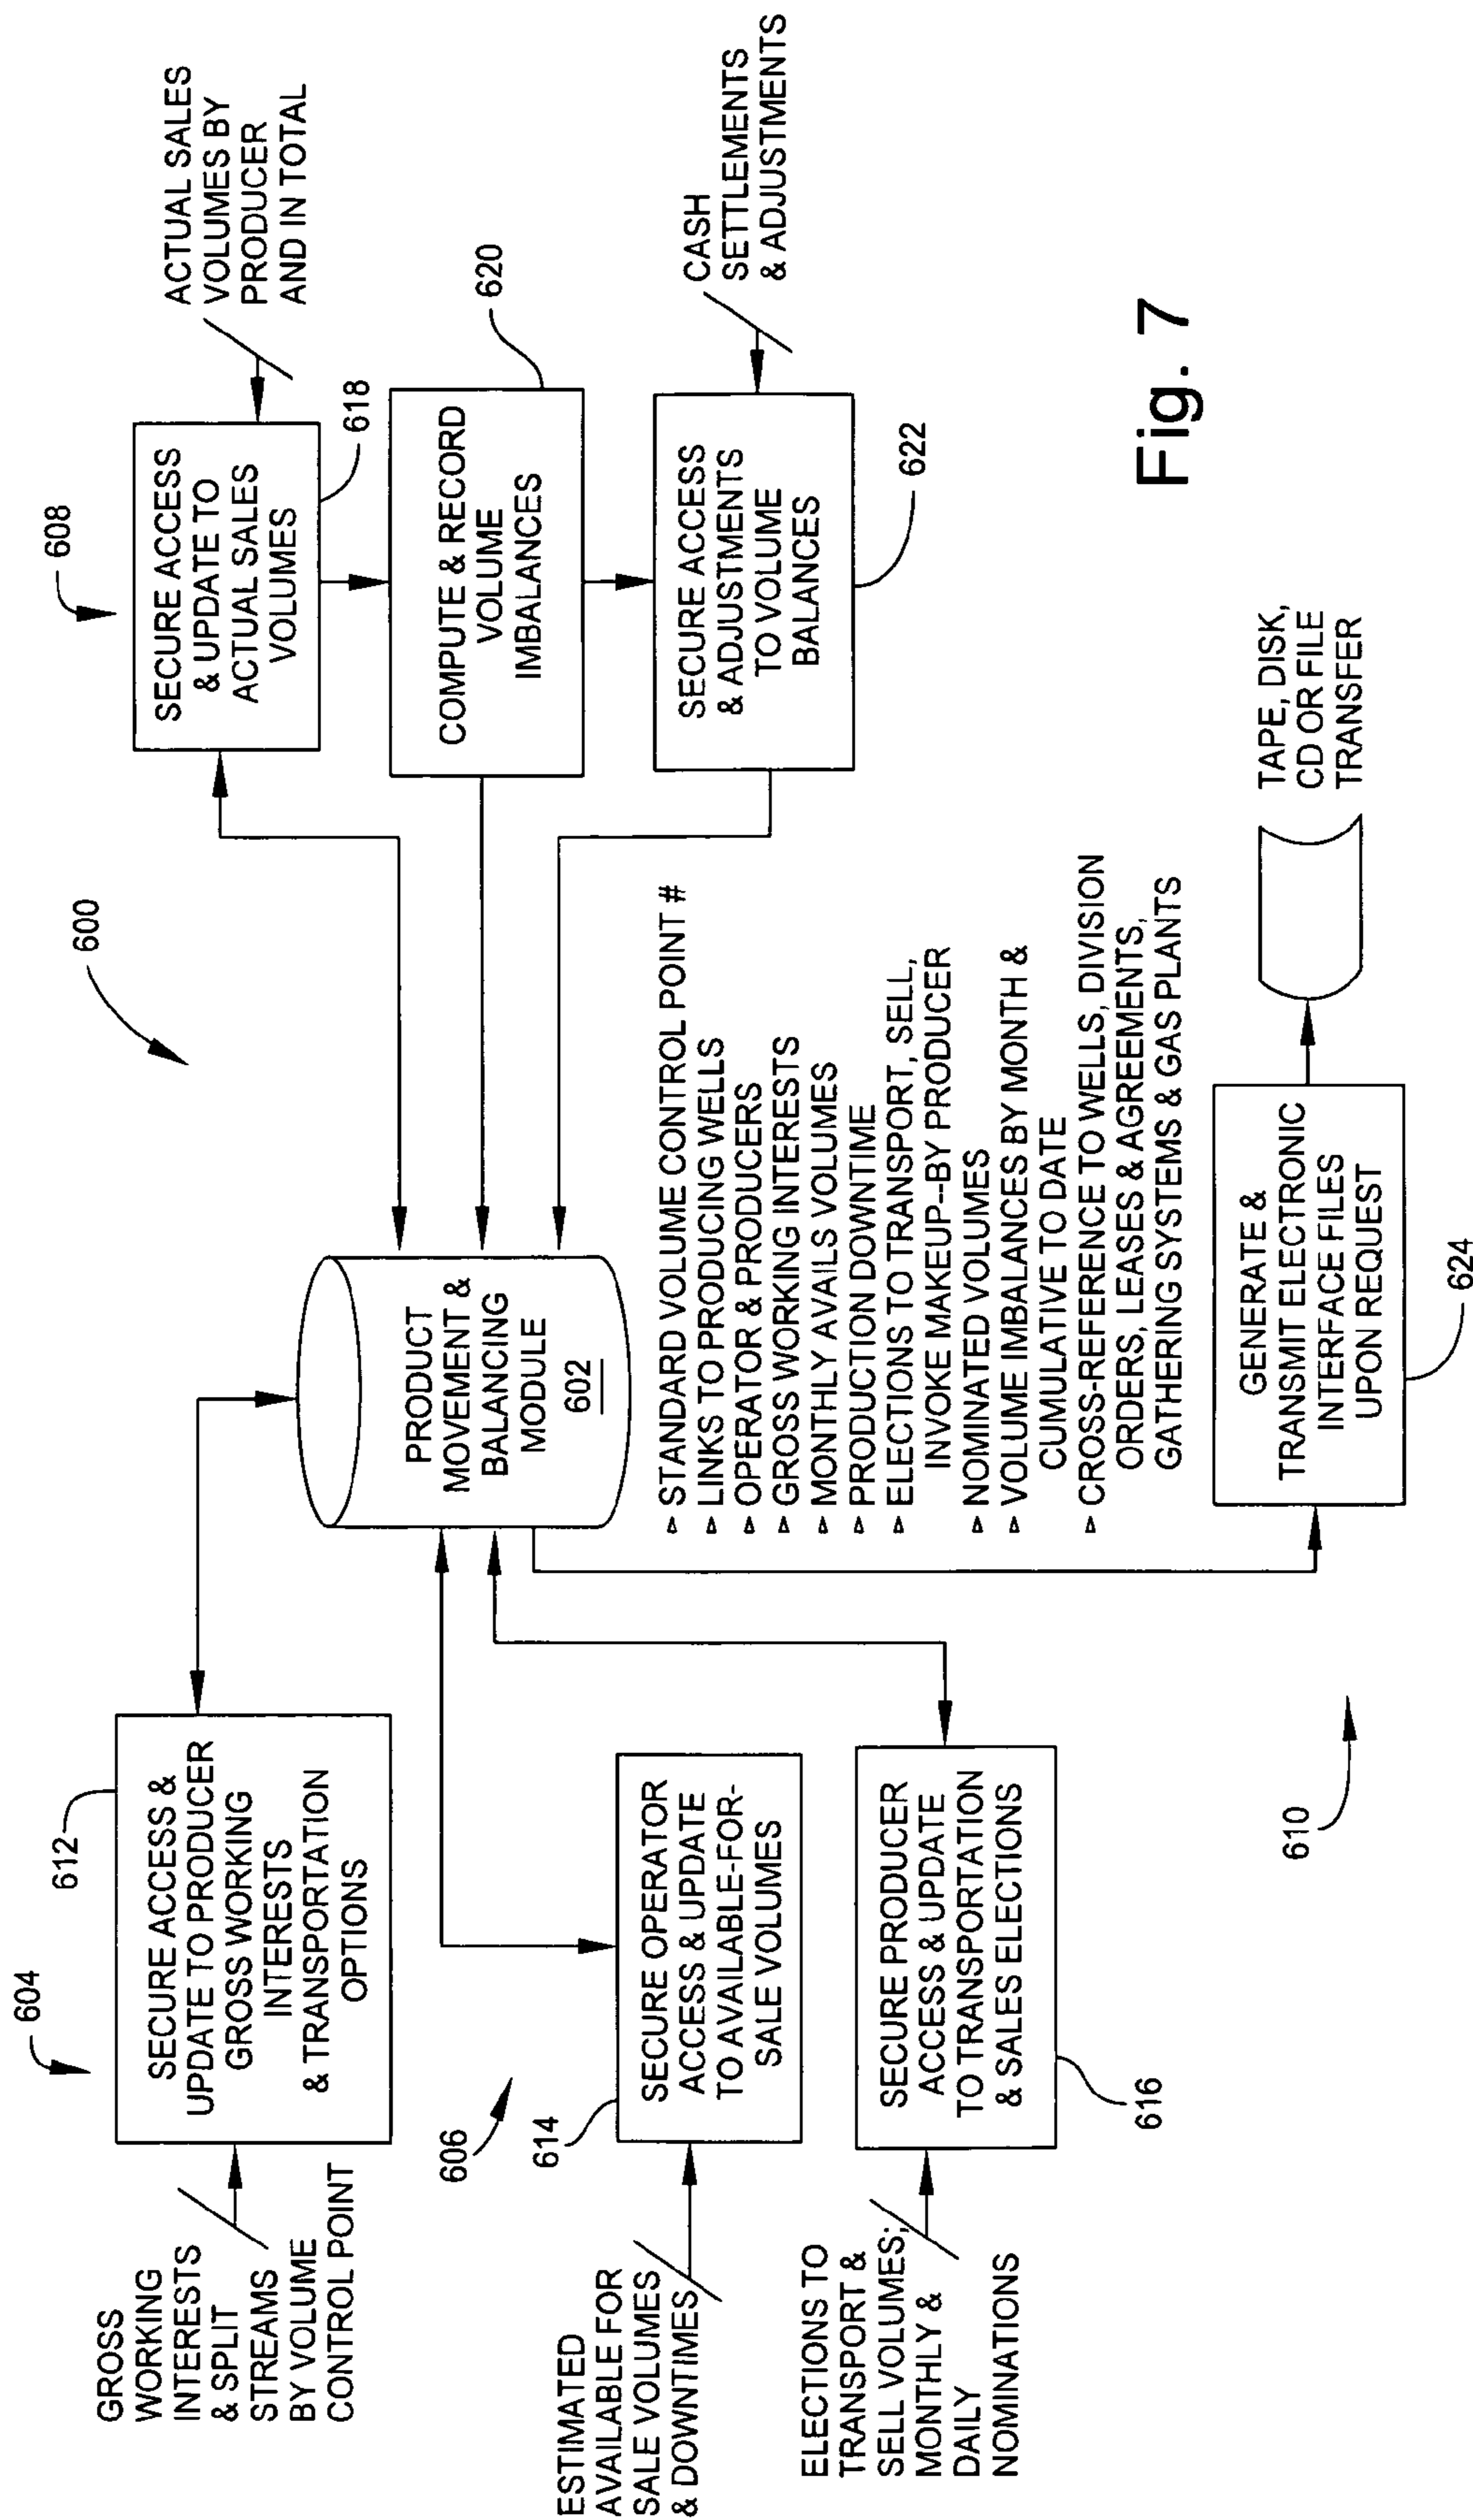 600
604
612
GROSS
WORKING
INTERESTS
& SPLIT
STREAMS
BY VOLUME
CONTROL POINT
SECURE ACCESS &
UPDATE TO PRODUCER
GROSS WORKING
INTERESTS
& TRANSPORTATION
OPTIONS
606
614
ESTIMATED
AVAILABLE FOR
SALE VOLUMES
& DOWNTIMES
SECURE OPERATOR
ACCESS & UPDATE
TO AVAILABLE-FOR-
SALE VOLUMES
ELECTIONS TO
TRANSPORT &
SELL VOLUMES;
MONTHLY &
DAILY
NOMINATIONS
SECURE PRODUCER
ACCESS & UPDATE
TO TRANSPORTATION
& SALES ELECTIONS
616
PRODUCT
MOVEMENT &
BALANCING
MODULE
602
▹ STANDARD VOLUME CONTROL POINT #
▹ LINKS TO PRODUCING WELLS
▹ OPERATOR & PRODUCERS
▹ GROSS WORKING INTERESTS
▹ MONTHLY AVAILS VOLUMES
▹ PRODUCTION DOWNTIME
▹ ELECTIONS TO TRANSPORT, SELL,
INVOKE MAKEUP--BY PRODUCER
▹ NOMINATED VOLUMES
▹ VOLUME IMBALANCES BY MONTH &
CUMULATIVE TO DATE
▹ CROSS-REFERENCE TO WELLS, DIVISION
ORDERS, LEASES & AGREEMENTS,
GATHERING SYSTEMS & GAS PLANTS
608
SECURE ACCESS
& UPDATE TO
ACTUAL SALES
VOLUMES
618
ACTUAL SALES
VOLUMES BY
PRODUCER
AND IN TOTAL
COMPUTE & RECORD
VOLUME
IMBALANCES
620
SECURE ACCESS
& ADJUSTMENTS
TO VOLUME
BALANCES
622
CASH
SETTLEMENTS
& ADJUSTMENTS
610
GENERATE &
TRANSMIT ELECTRONIC
INTERFACE FILES
UPON REQUEST
624
TAPE, DISK,
CD OR FILE
TRANSFER
Fig. 7